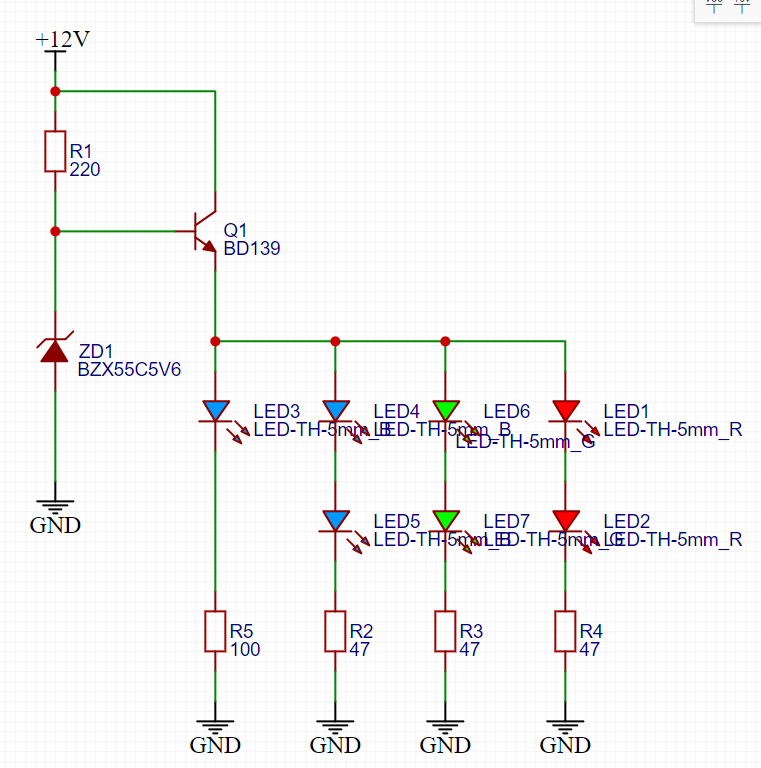 +12V
R1
220
Q1
BD139
ZD1
BZX55C5V6
GND
LED3
LED-TH-5mm_B
LED4
LED-TH-5mm_B
LED6
LED-TH-5mm_G
LED1
LED-TH-5mm_R
LED5
LED-TH-5mm_B
LED7
LED-TH-5mm_G
LED2
LED-TH-5mm_R
R5
100
R2
47
R3
47
R4
47
GND
GND
GND
GND